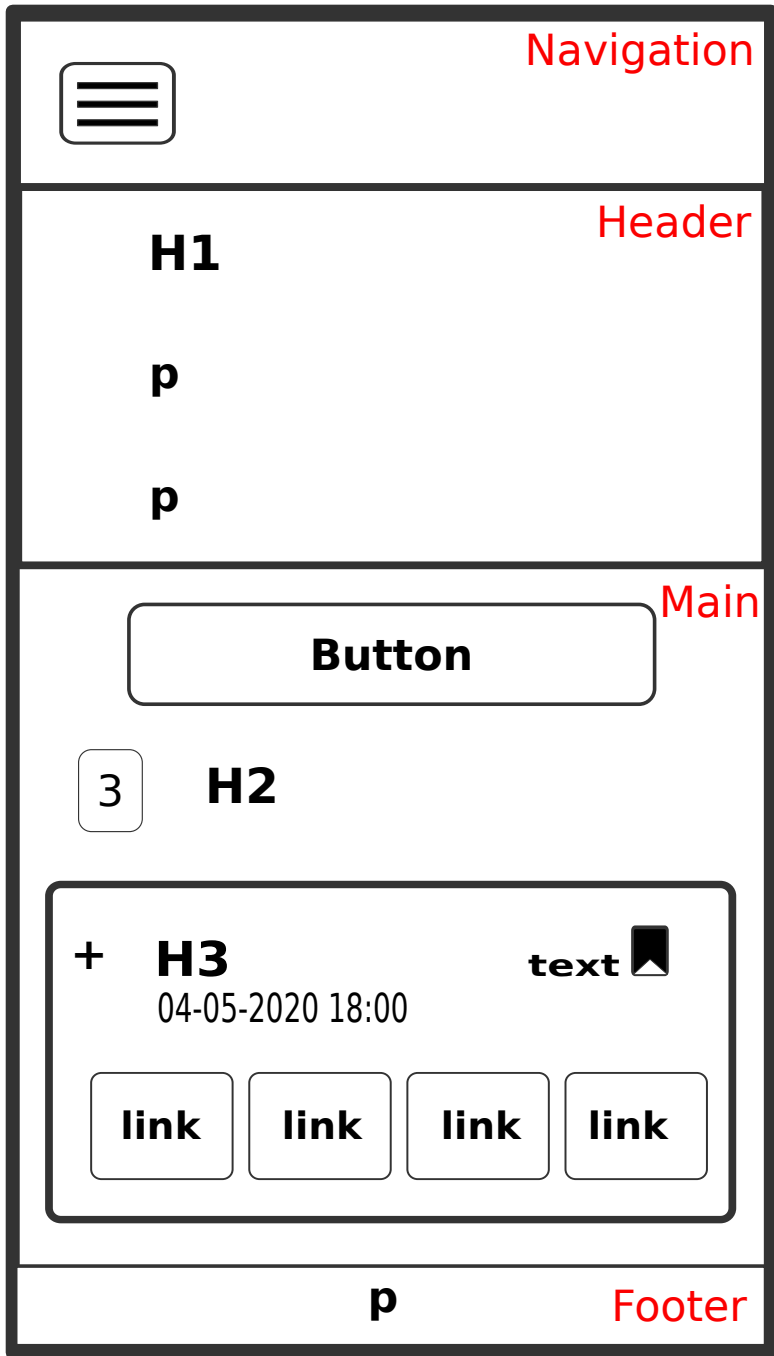 Navigation
Header
H1
p
p
Main
Button
3 H2
+ H3 text
04-05-2020 18:00
link link link link
p Footer